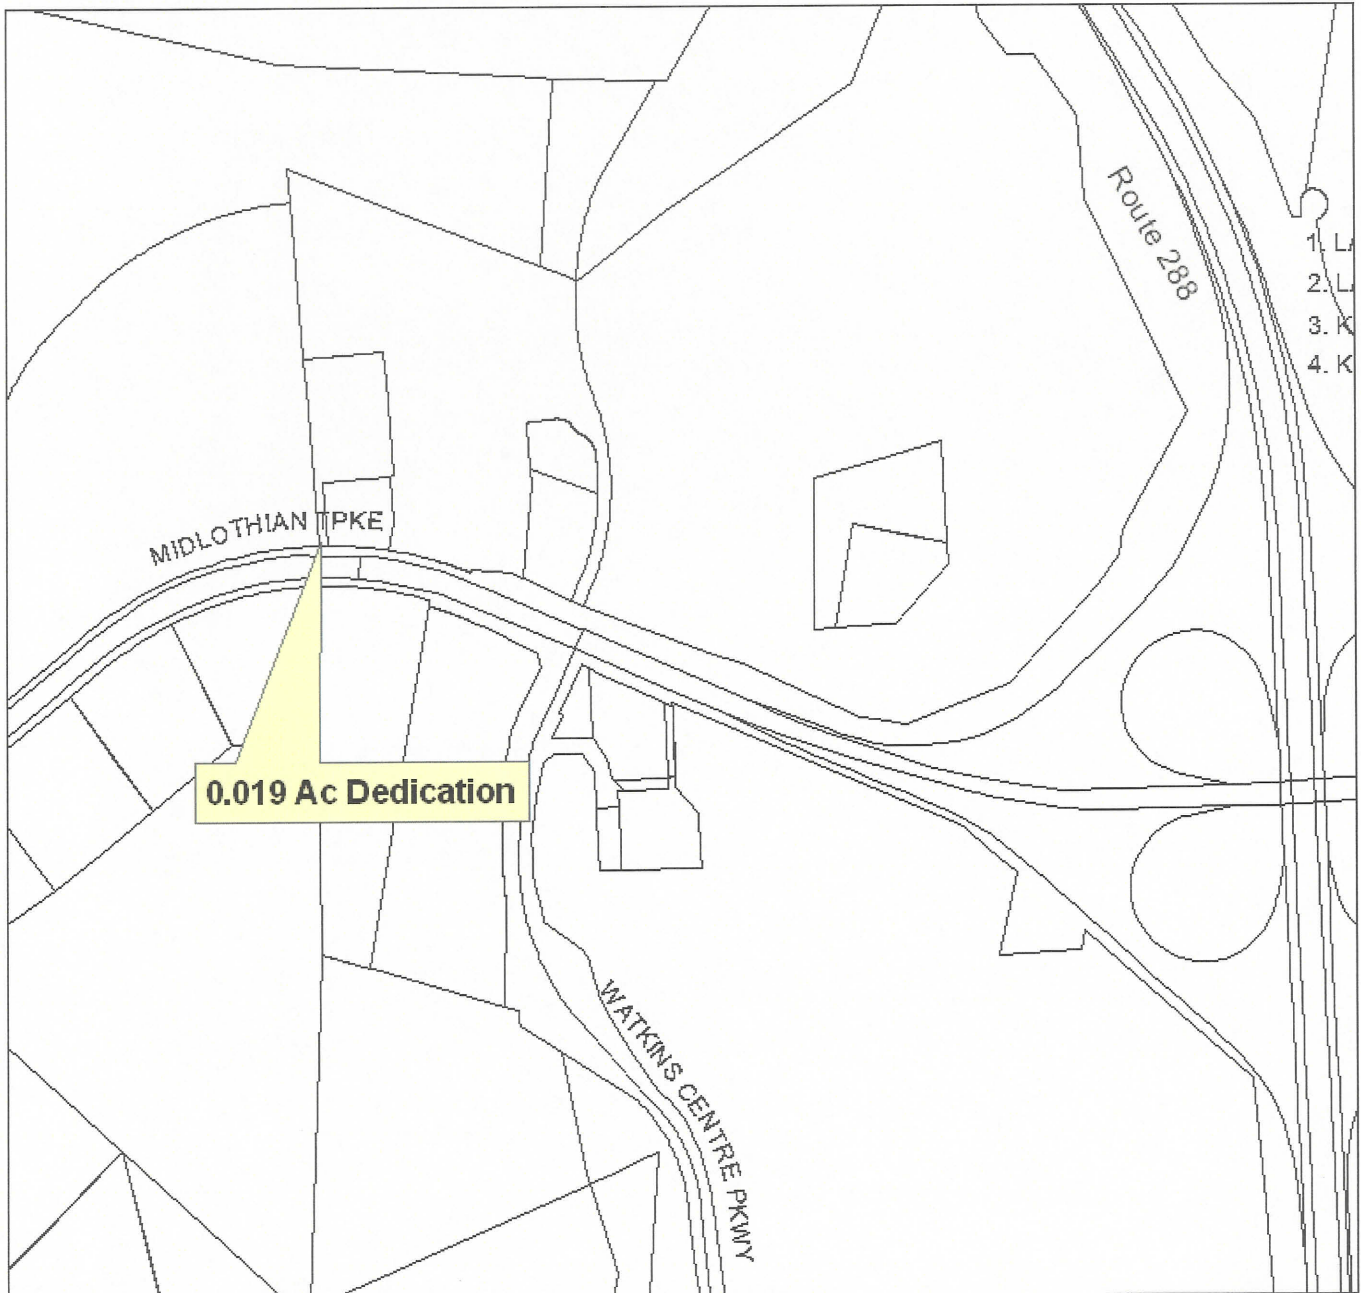 Route 288
1. L
2. L
3. K
4. K
MIDLOTHIAN TPKE
0.019 Ac Dedication
WATKINS CENTRE PKWY